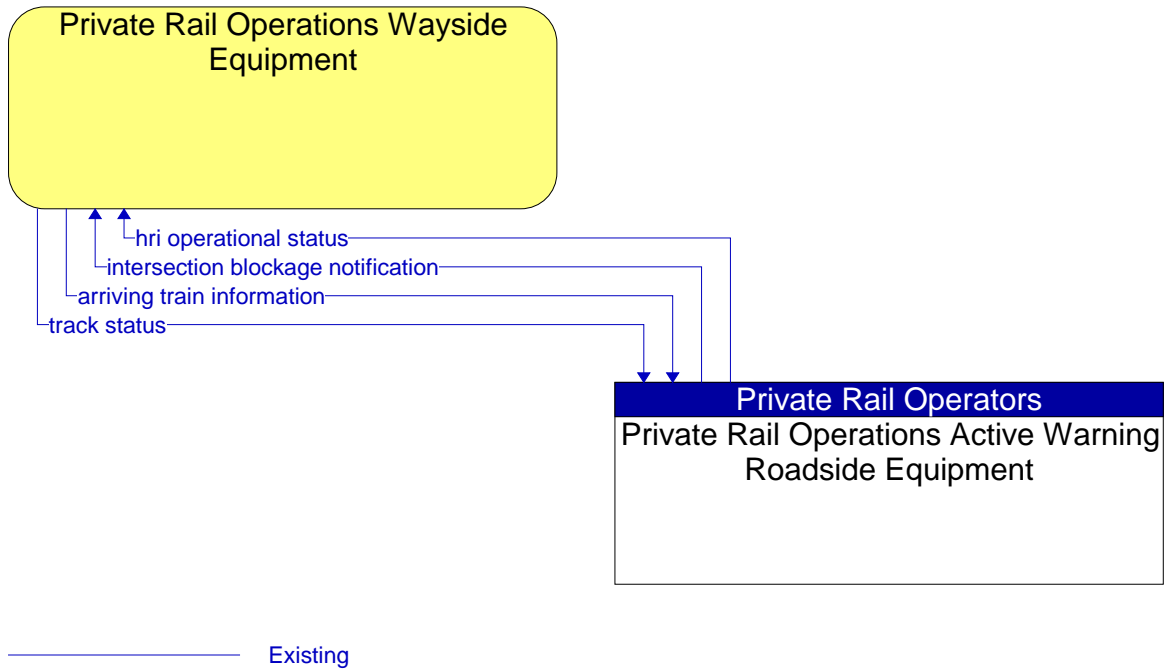 Private Rail Operations Wayside
Equipment
hri operational status
intersection blockage notification
arriving train information
track status
Private Rail Operators
Private Rail Operations Active Warning
Roadside Equipment
Existing